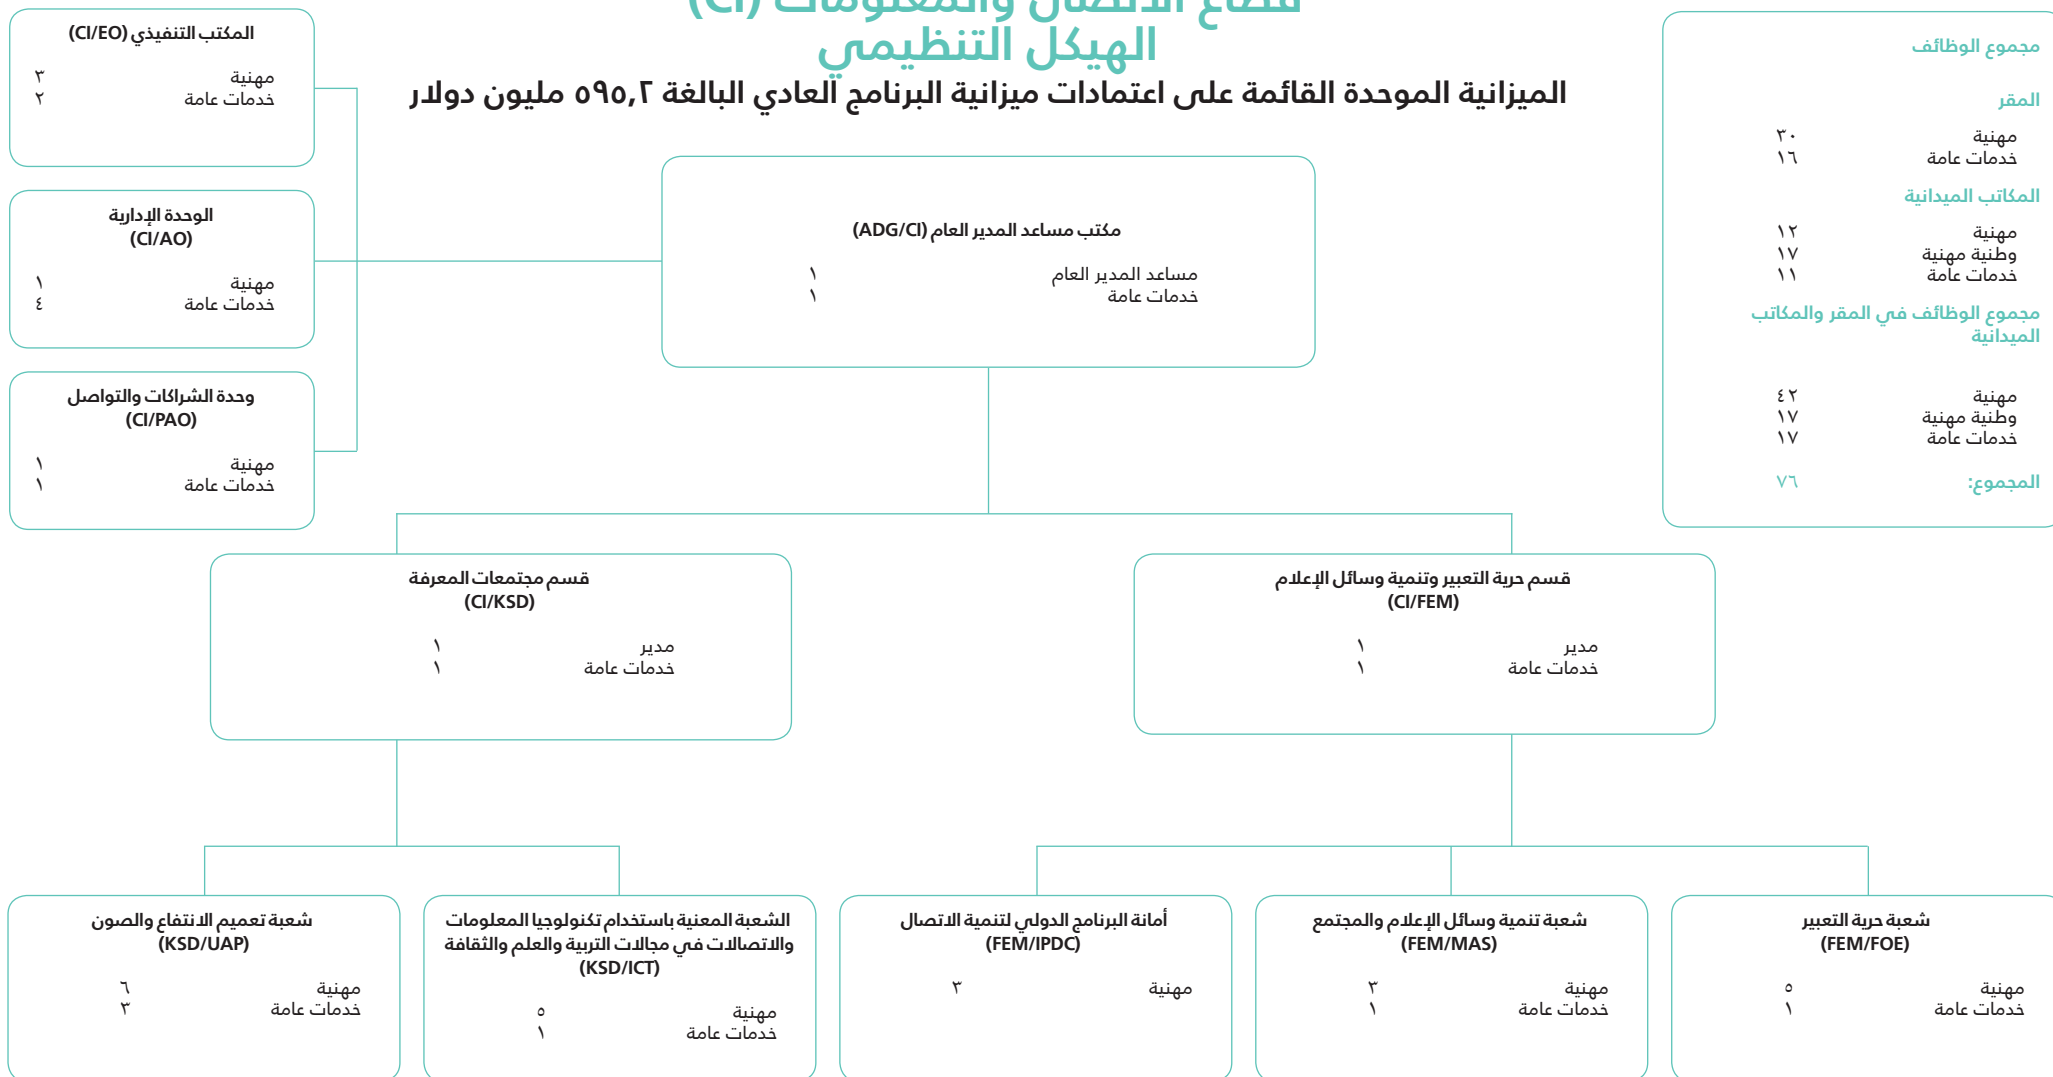 قطاع الاتصال والمعلومات (CI)
الهيكل التنظيمي
الميزانية الموحدة القائمة على اعتمادات ميزانية البرنامج العادي البالغة ٥٩٥,٢ مليون دولار
مجموع الوظائف
المقر
مهنية ٣٠
خدمات عامة ١٦
المكاتب الميدانية
مهنية ١٢
وطنية مهنية ١٧
خدمات عامة ١١
مجموع الوظائف في المقر والمكاتب
الميدانية
مهنية ٤٢
وطنية مهنية ١٧
خدمات عامة ١٧
المجموع: ٧٦
مكتب مساعد المدير العام (ADG/CI)
مساعد المدير العام ١
خدمات عامة ١
المكتب التنفيذي (CI/EO)
مهنية ٣
خدمات عامة ٢
الوحدة الإدارية
(CI/AO)
مهنية ١
خدمات عامة ٤
وحدة الشراكات والتواصل
(CI/PAO)
مهنية ١
خدمات عامة ١
قسم حرية التعبير وتنمية وسائل الإعلام
(CI/FEM)
مدير ١
خدمات عامة ١
قسم مجتمعات المعرفة
(CI/KSD)
مدير ١
خدمات عامة ١
شعبة حرية التعبير
(FEM/FOE)
مهنية ٥
خدمات عامة ١
شعبة تنمية وسائل الإعلام والمجتمع
(FEM/MAS)
مهنية ٣
خدمات عامة ١
أمانة البرنامج الدولي لتنمية الاتصال
(FEM/IPDC)
مهنية ٣
الشعبة المعنية باستخدام تكنولوجيا المعلومات
والاتصالات في مجالات التربية والعلم والثقافة
(KSD/ICT)
مهنية ٥
خدمات عامة ١
شعبة تعميم الانتفاع والصون
(KSD/UAP)
مهنية ٦
خدمات عامة ٣